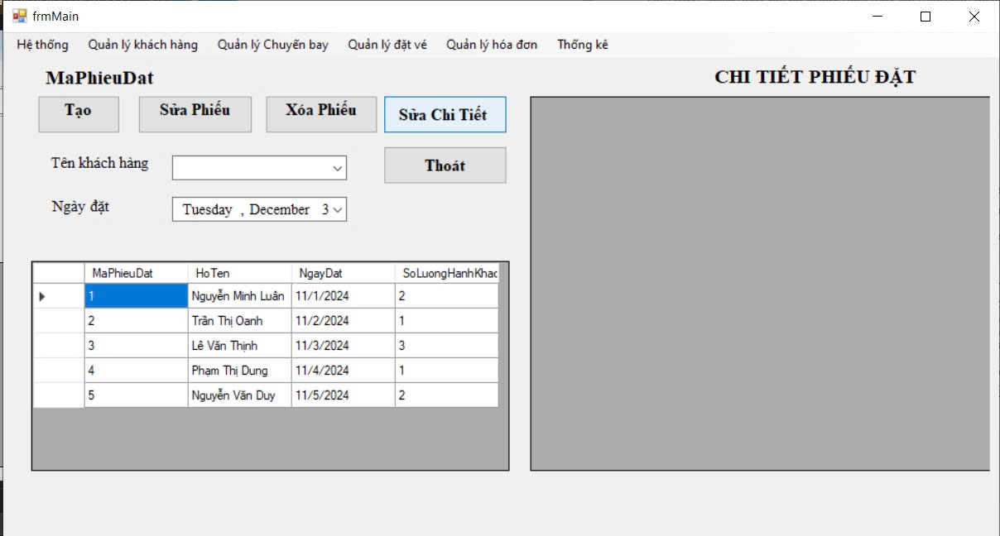 frmMain
Hệ thống Quản lý khách hàng Quản lý Chuyến bay Quản lý đặt vé Quản lý hóa đơn Thống kê
MaPhieuDat
CHI TIẾT PHIẾU ĐẶT
Tạo Sửa Phiếu Xóa Phiếu Sửa Chi Tiết
Tên khách hàng
Thoát
Ngày đặt Tuesday , December 3
MaPhieuDat HoTen NgayDat SoLuongHanhKhac
1 Nguyễn Minh Luân 11/1/2024 2
2 Trần Thị Oanh 11/2/2024 1
3 Lê Văn Thịnh 11/3/2024 3
4 Phạm Thị Dung 11/4/2024 1
5 Nguyễn Văn Duy 11/5/2024 2